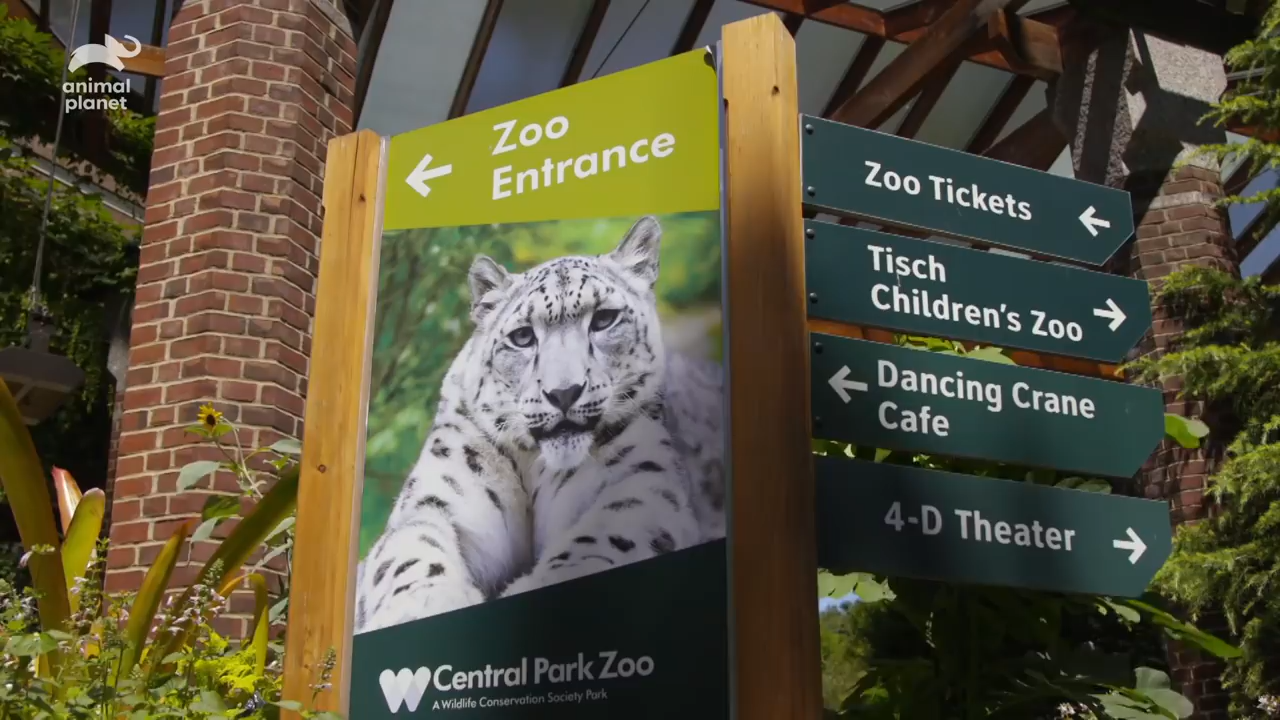 animal
planet
Zoo
Entrance
Zoo Tickets
Tisch
Children's Zoo
Dancing Crane
Cafe
4-D Theater
Central Park Zoo
A Wildlife Conservation Society Park